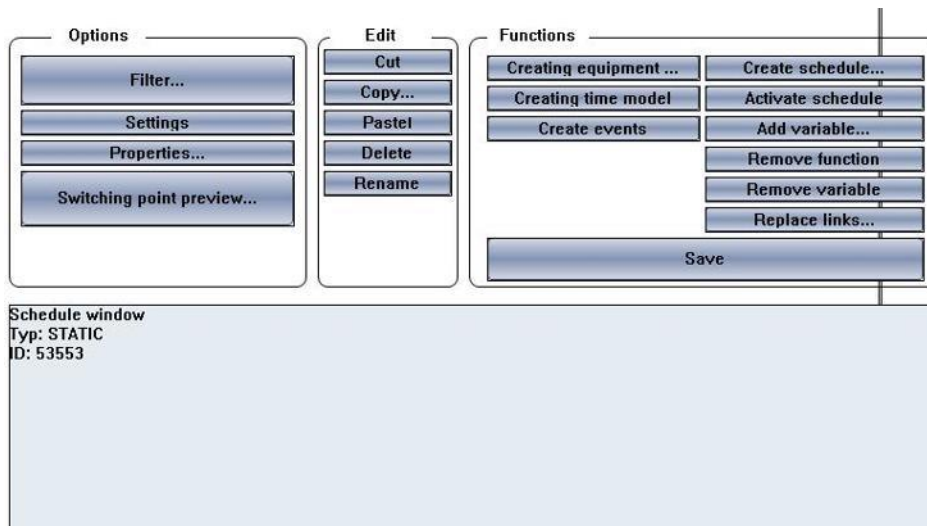 Options
Filter...
Settings
Properties...
Switching point preview...
Edit
Cut
Copy...
Pastel
Delete
Rename
Functions
Creating equipment ...
Creating time model
Create events
Create schedule...
Activate schedule
Add variable...
Remove function
Remove variable
Replace links...
Save
Schedule window
Typ: STATIC
ID: 53553